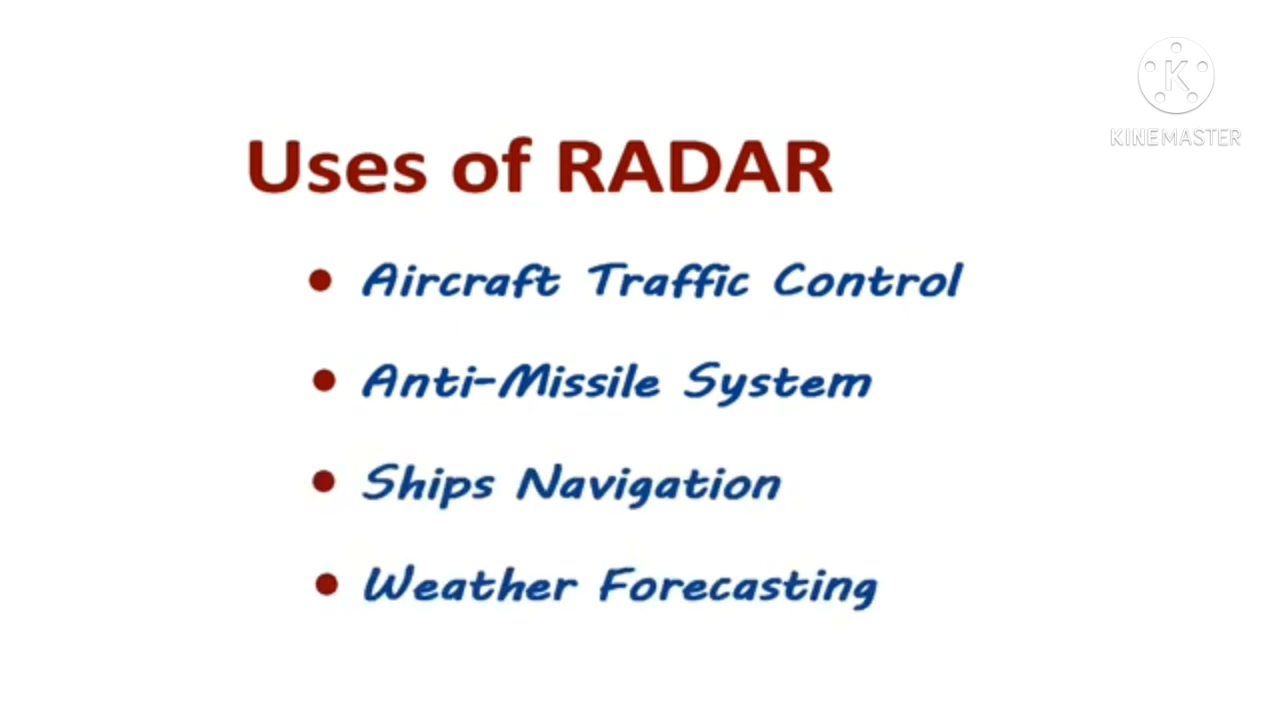 KINEMASTER
Uses of RADAR
• Aircraft Traffic Control
• Anti-Missile System
• Ships Navigation
• Weather Forecasting